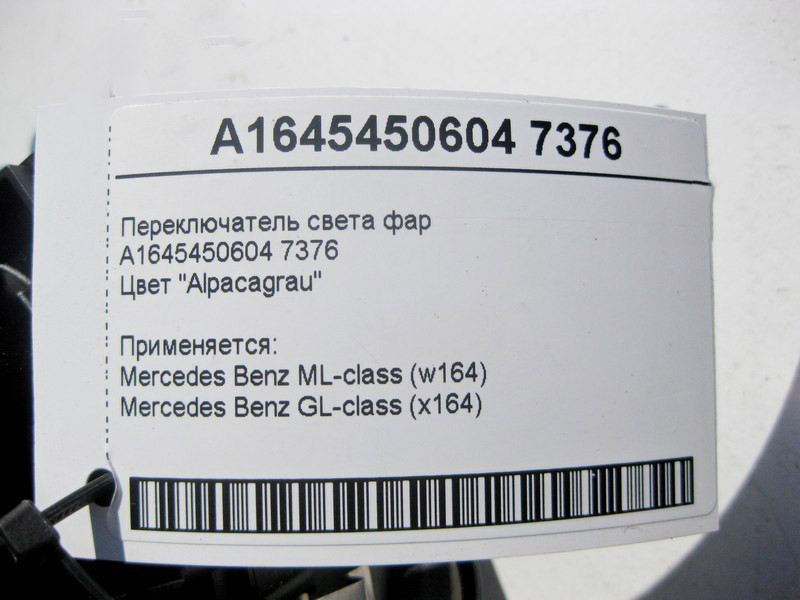 A1645450604 7376
Переключатель света фар
A1645450604 7376
Цвет "Alpacagrau"
Применяется:
Mercedes Benz ML-class (w164)
Mercedes Benz GL-class (x164)